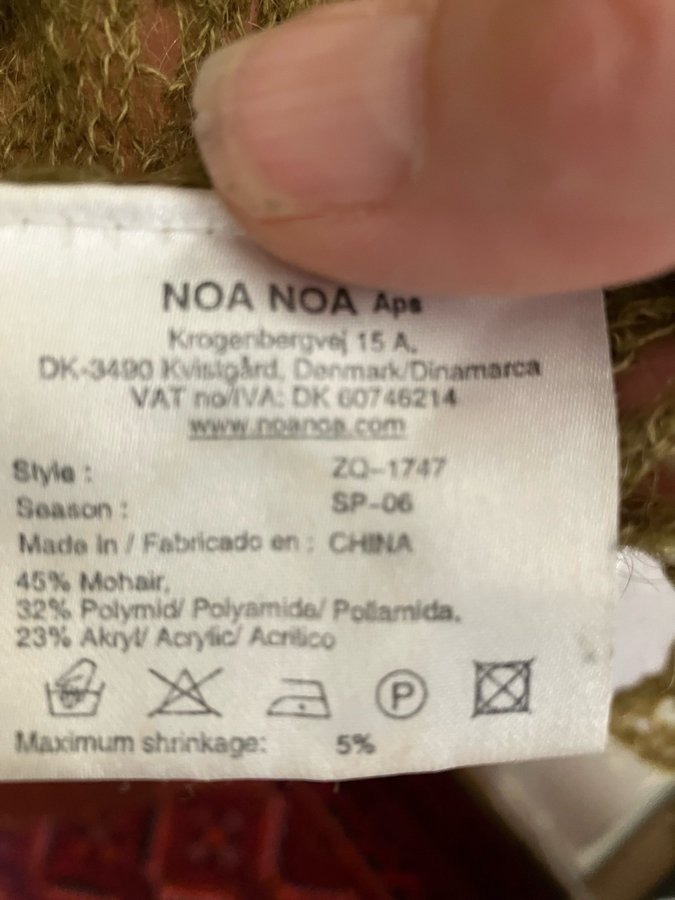 NOA NOA Aps
Krogenbergvej 15 A,
DK-3490 Kvistgård, Denmark/Dinamarca
VAT no/IVA: DK 60746214
www.noanoa.com
Style : ZQ-1747
Season : SP-06
Made in / Fabricado en : CHINA
45% Mohair,
32% Polymid/ Polyamide/ Poliamida,
23% Akryl/ Acrylic/ Acrilico
P
Maximum shrinkage: 5%